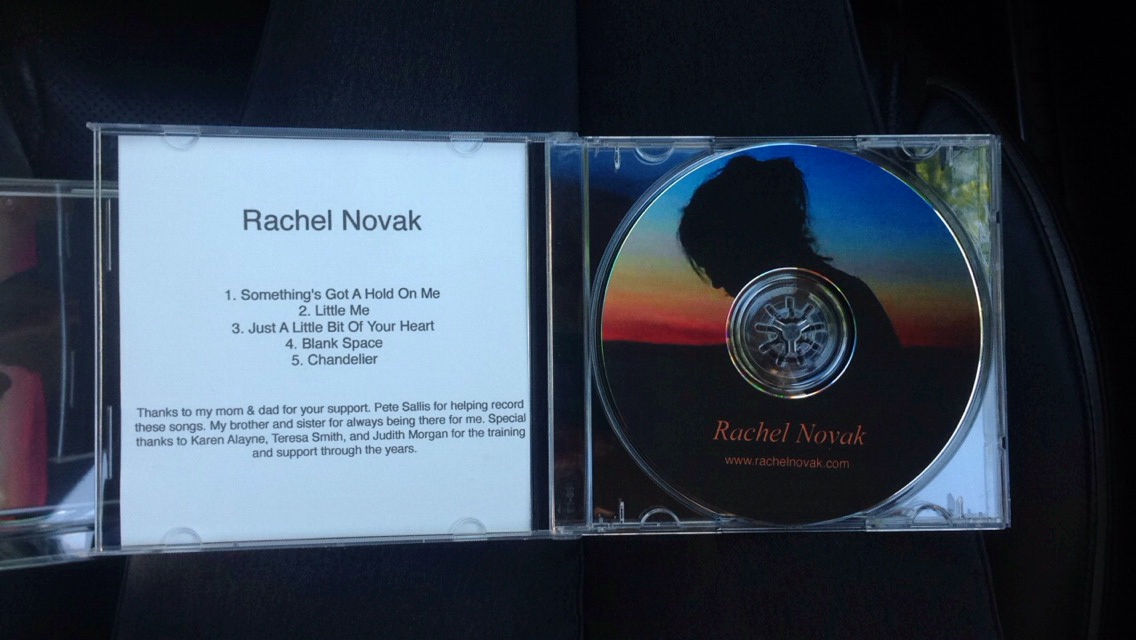 Rachel Novak
1. Something's Got A Hold On Me
2. Little Me
3. Just A Little Bit Of Your Heart
4. Blank Space
5. Chandelier
Thanks to my mom & dad for your support. Pete Sallis for helping record
these songs. My brother and sister for always being there for me. Special
thanks to Karen Alayne, Teresa Smith, and Judith Morgan for the training
and support through the years.
Rachel Novak
www.rachelnovak.com